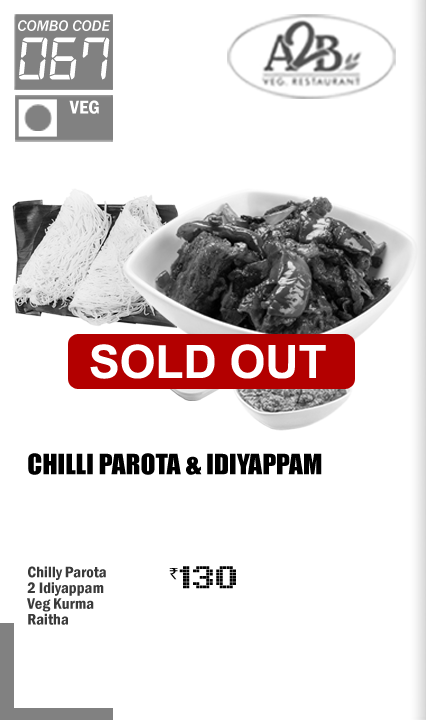 COMBO CODE
067
VEG
A2B
VEG. RESTAURANT
SOLD OUT
CHILLI PAROTA & IDIYAPPAM
Chilly Parota
2 Idiyappam
Veg Kurma
Raitha
₹130